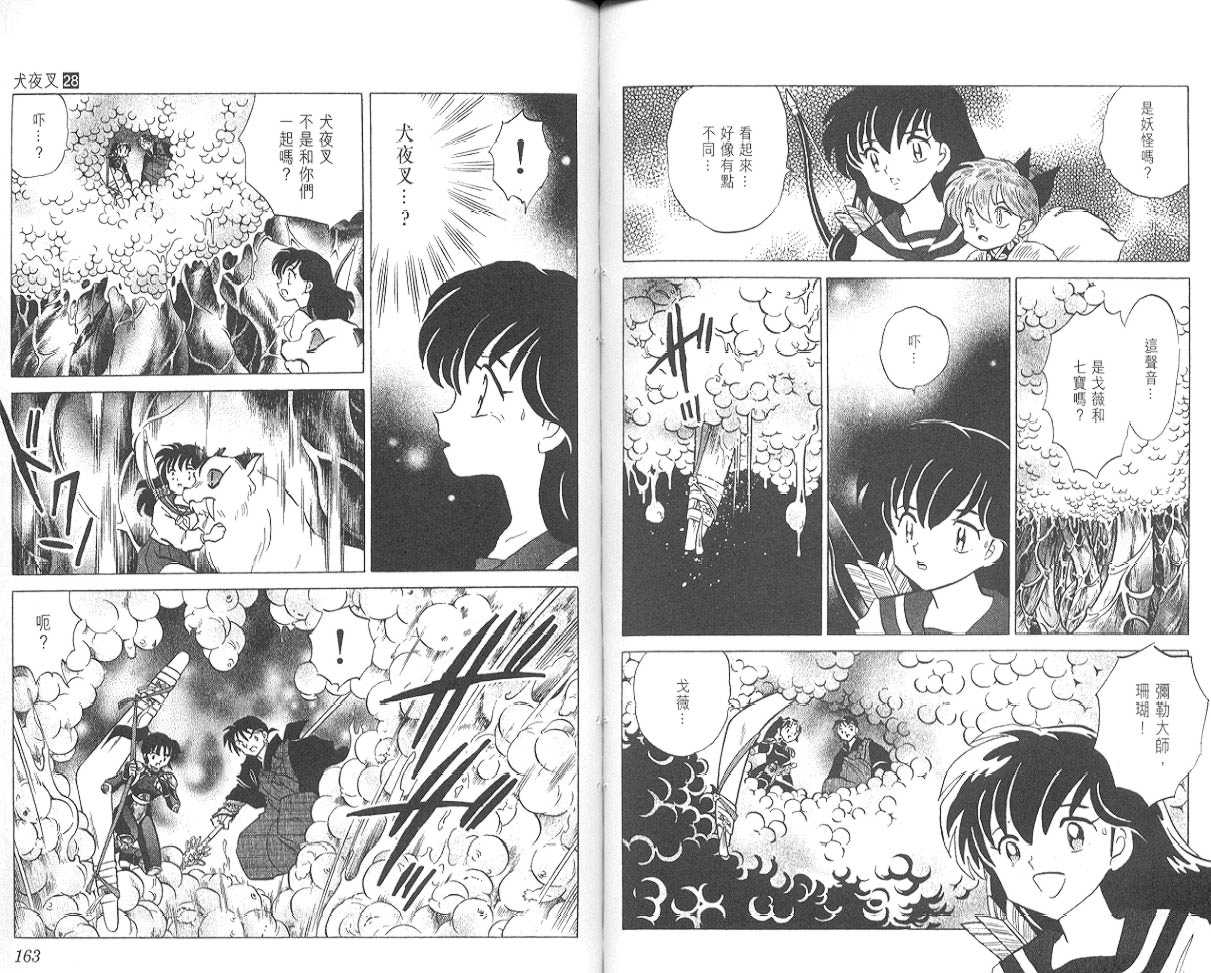 是妖怪嗎？
看起來…
好像有點
不同…
這聲音…
是戈薇和
七寶嗎？
吓…
彌勒大師，
珊瑚！
戈薇…
犬夜叉 28
！
犬夜叉…？
犬夜叉
不是和你們
一起嗎？
吓…？
！
呃？
163